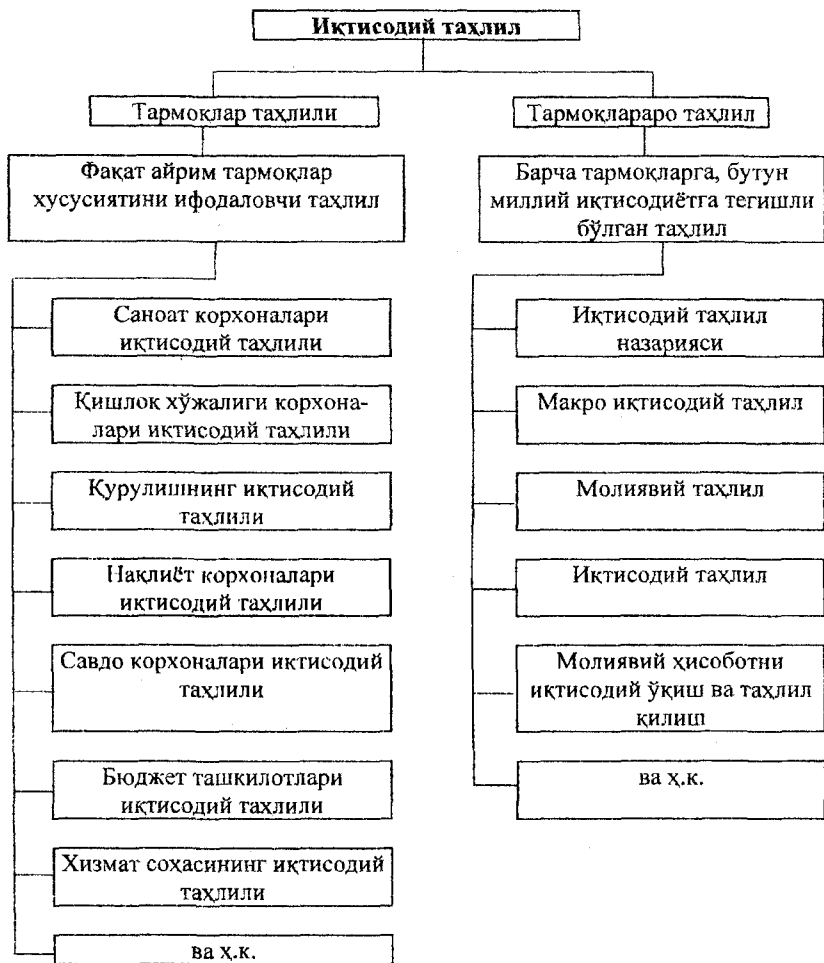 Иқтисодий таҳлил
Тармоқлар таҳлили
Фақат айрим тармоқлар
хусусиятини ифодаловчи таҳлил
Саноат корхоналари
иқтисодий таҳлили
Қишлоқ хўжалиги корхона-
лари иқтисодий таҳлили
Қурулишнинг иқтисодий
таҳлили
Нақлиёт корхоналари
иқтисодий таҳлили
Савдо корхоналари иқтисодий
таҳлили
Бюджет ташкилотлари
иқтисодий таҳлили
Хизмат соҳасининг иқтисодий
таҳлили
ва ҳ.к.
Тармоқлараро таҳлил
Барча тармоқларга, бутун
миллий иқтисодиётга тегишли
бўлган таҳлил
Иқтисодий таҳлил
назарияси
Макро иқтисодий таҳлил
Молиявий таҳлил
Иқтисодий таҳлил
Молиявий ҳисоботни
иқтисодий ўқиш ва таҳлил
қилиш
ва ҳ.к.